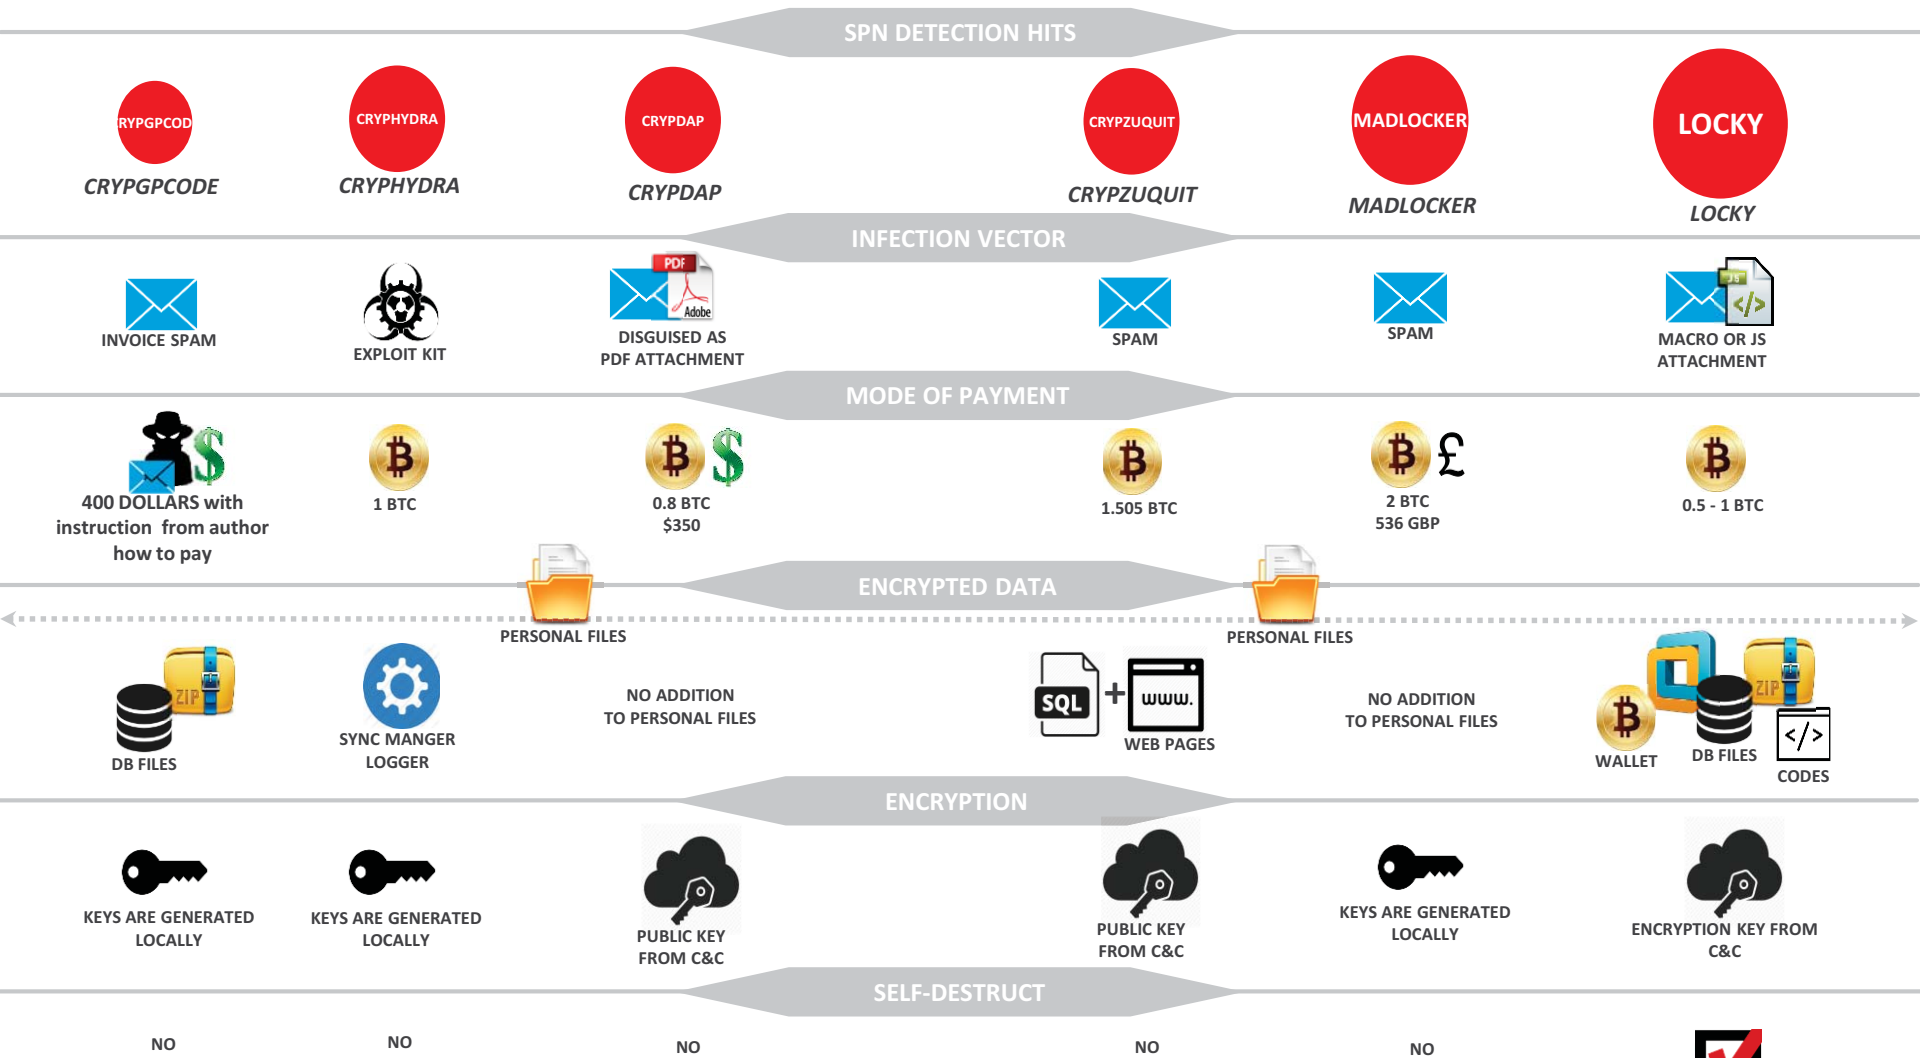 SPN DETECTION HITS
RYPGPCOD
CRYPHYDRA
CRYPDAP
CRYPZUQUIT
MADLOCKER
LOCKY
CRYPGPCODE
CRYPHYDRA
CRYPDAP
CRYPZUQUIT
MADLOCKER
LOCKY
INFECTION VECTOR
PDF
Adobe
JS
</>
INVOICE SPAM
EXPLOIT KIT
DISGUISED AS
PDF ATTACHMENT
SPAM
SPAM
MACRO OR JS
ATTACHMENT
MODE OF PAYMENT
$
₿
₿ $
₿
₿ £
₿
400 DOLLARS with
instruction from author
how to pay
1 BTC
0.8 BTC
$350
1.505 BTC
2 BTC
536 GBP
0.5 - 1 BTC
ENCRYPTED DATA
PERSONAL FILES
PERSONAL FILES
ZIP
DB FILES
SYNC MANGER
LOGGER
NO ADDITION
TO PERSONAL FILES
SQL
+
www.
WEB PAGES
NO ADDITION
TO PERSONAL FILES
ZIP
₿
WALLET
DB FILES
</>
CODES
ENCRYPTION
KEYS ARE GENERATED
LOCALLY
KEYS ARE GENERATED
LOCALLY
PUBLIC KEY
FROM C&C
PUBLIC KEY
FROM C&C
KEYS ARE GENERATED
LOCALLY
ENCRYPTION KEY FROM
C&C
SELF-DESTRUCT
NO
NO
NO
NO
NO